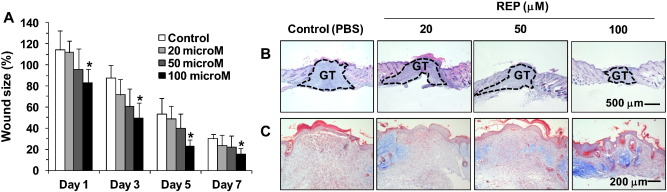 A
Wound size (%)
140
120
100
80
60
40
20
0
Control
20 microM
50 microM
100 microM
*
*
*
*
Day 1
Day 3
Day 5
Day 7
REP (μM)
Control (PBS)
20
50
100
B
GT
GT
GT
GT
500 μm
C
200 μm